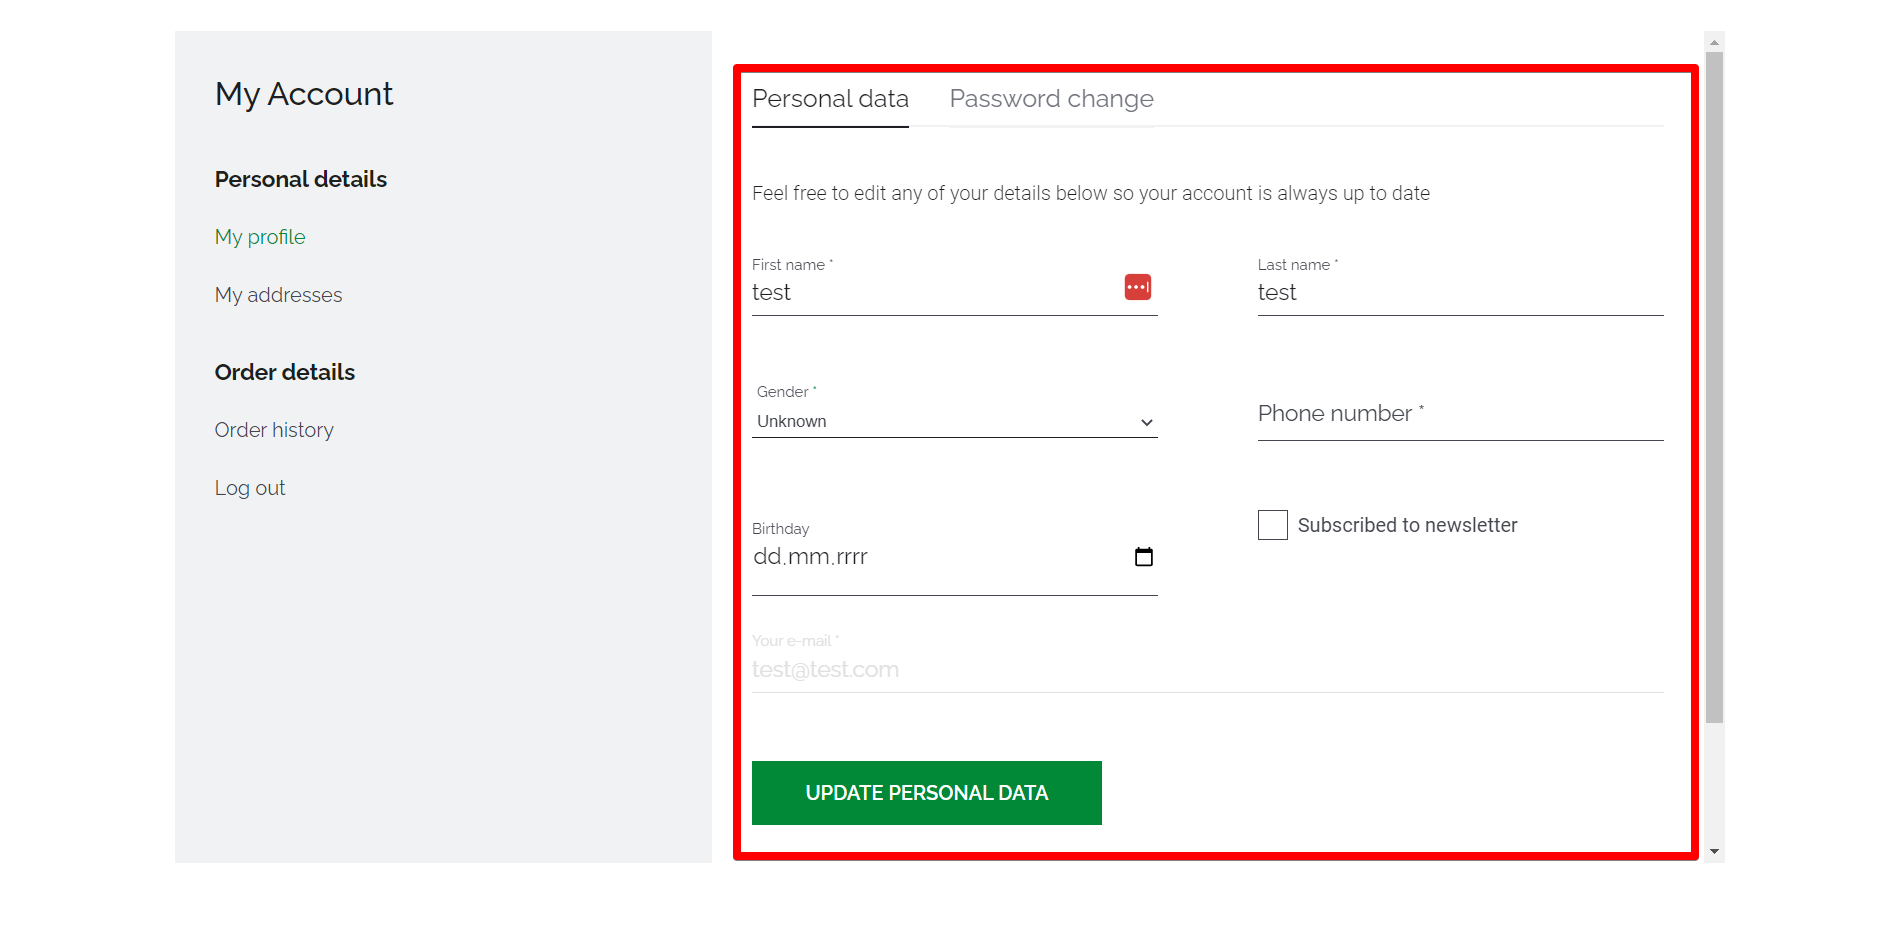 My Account
Personal details
My profile
My addresses
Order details
Order history
Log out
Personal data
Password change
Feel free to edit any of your details below so your account is always up to date
First name *
test
Last name *
test
Gender *
Unknown
Phone number *
Birthday
dd.mm.rrrr
Subscribed to newsletter
Your e-mail *
test@test.com
UPDATE PERSONAL DATA